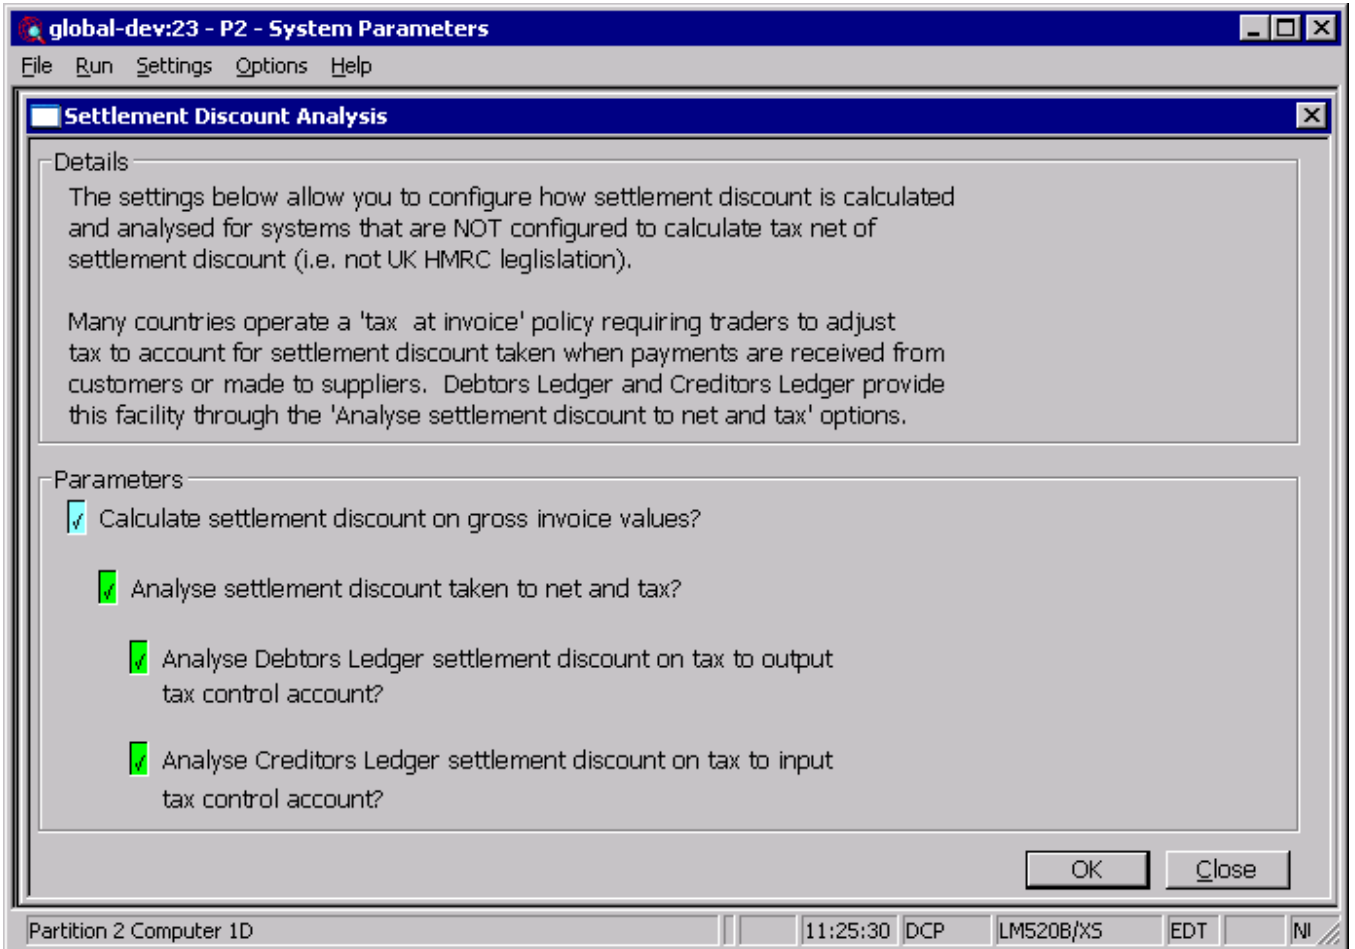 global-dev:23 - P2 - System Parameters
File Run Settings Options Help
Settlement Discount Analysis
Details
The settings below allow you to configure how settlement discount is calculated
and analysed for systems that are NOT configured to calculate tax net of
settlement discount (i.e. not UK HMRC leglislation).
Many countries operate a 'tax  at invoice' policy requiring traders to adjust
tax to account for settlement discount taken when payments are received from
customers or made to suppliers.  Debtors Ledger and Creditors Ledger provide
this facility through the 'Analyse settlement discount to net and tax' options.
Parameters
Calculate settlement discount on gross invoice values?
Analyse settlement discount taken to net and tax?
Analyse Debtors Ledger settlement discount on tax to output
tax control account?
Analyse Creditors Ledger settlement discount on tax to input
tax control account?
OK Close
Partition 2 Computer 1D 11:25:30 DCP LM520B/XS EDT